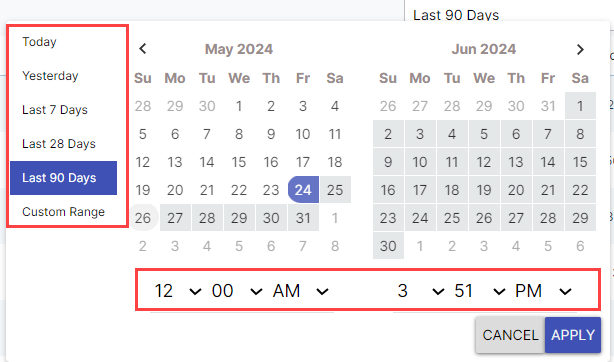 Last 90 Days
Today
Yesterday
Last 7 Days
Last 28 Days
Last 90 Days
Custom Range
May 2024
Su Mo Tu We Th Fr Sa
28 29 30 1 2 3 4
5 6 7 8 9 10 11
12 13 14 15 16 17 18
19 20 21 22 23 24 25
26 27 28 29 30 31 1
2 3 4 5 6 7 8
Jun 2024
Su Mo Tu We Th Fr Sa
26 27 28 29 30 31 1
2 3 4 5 6 7 8
9 10 11 12 13 14 15
16 17 18 19 20 21 22
23 24 25 26 27 28 29
30 1 2 3 4 5 6
12 00 AM
3 51 PM
CANCEL APPLY